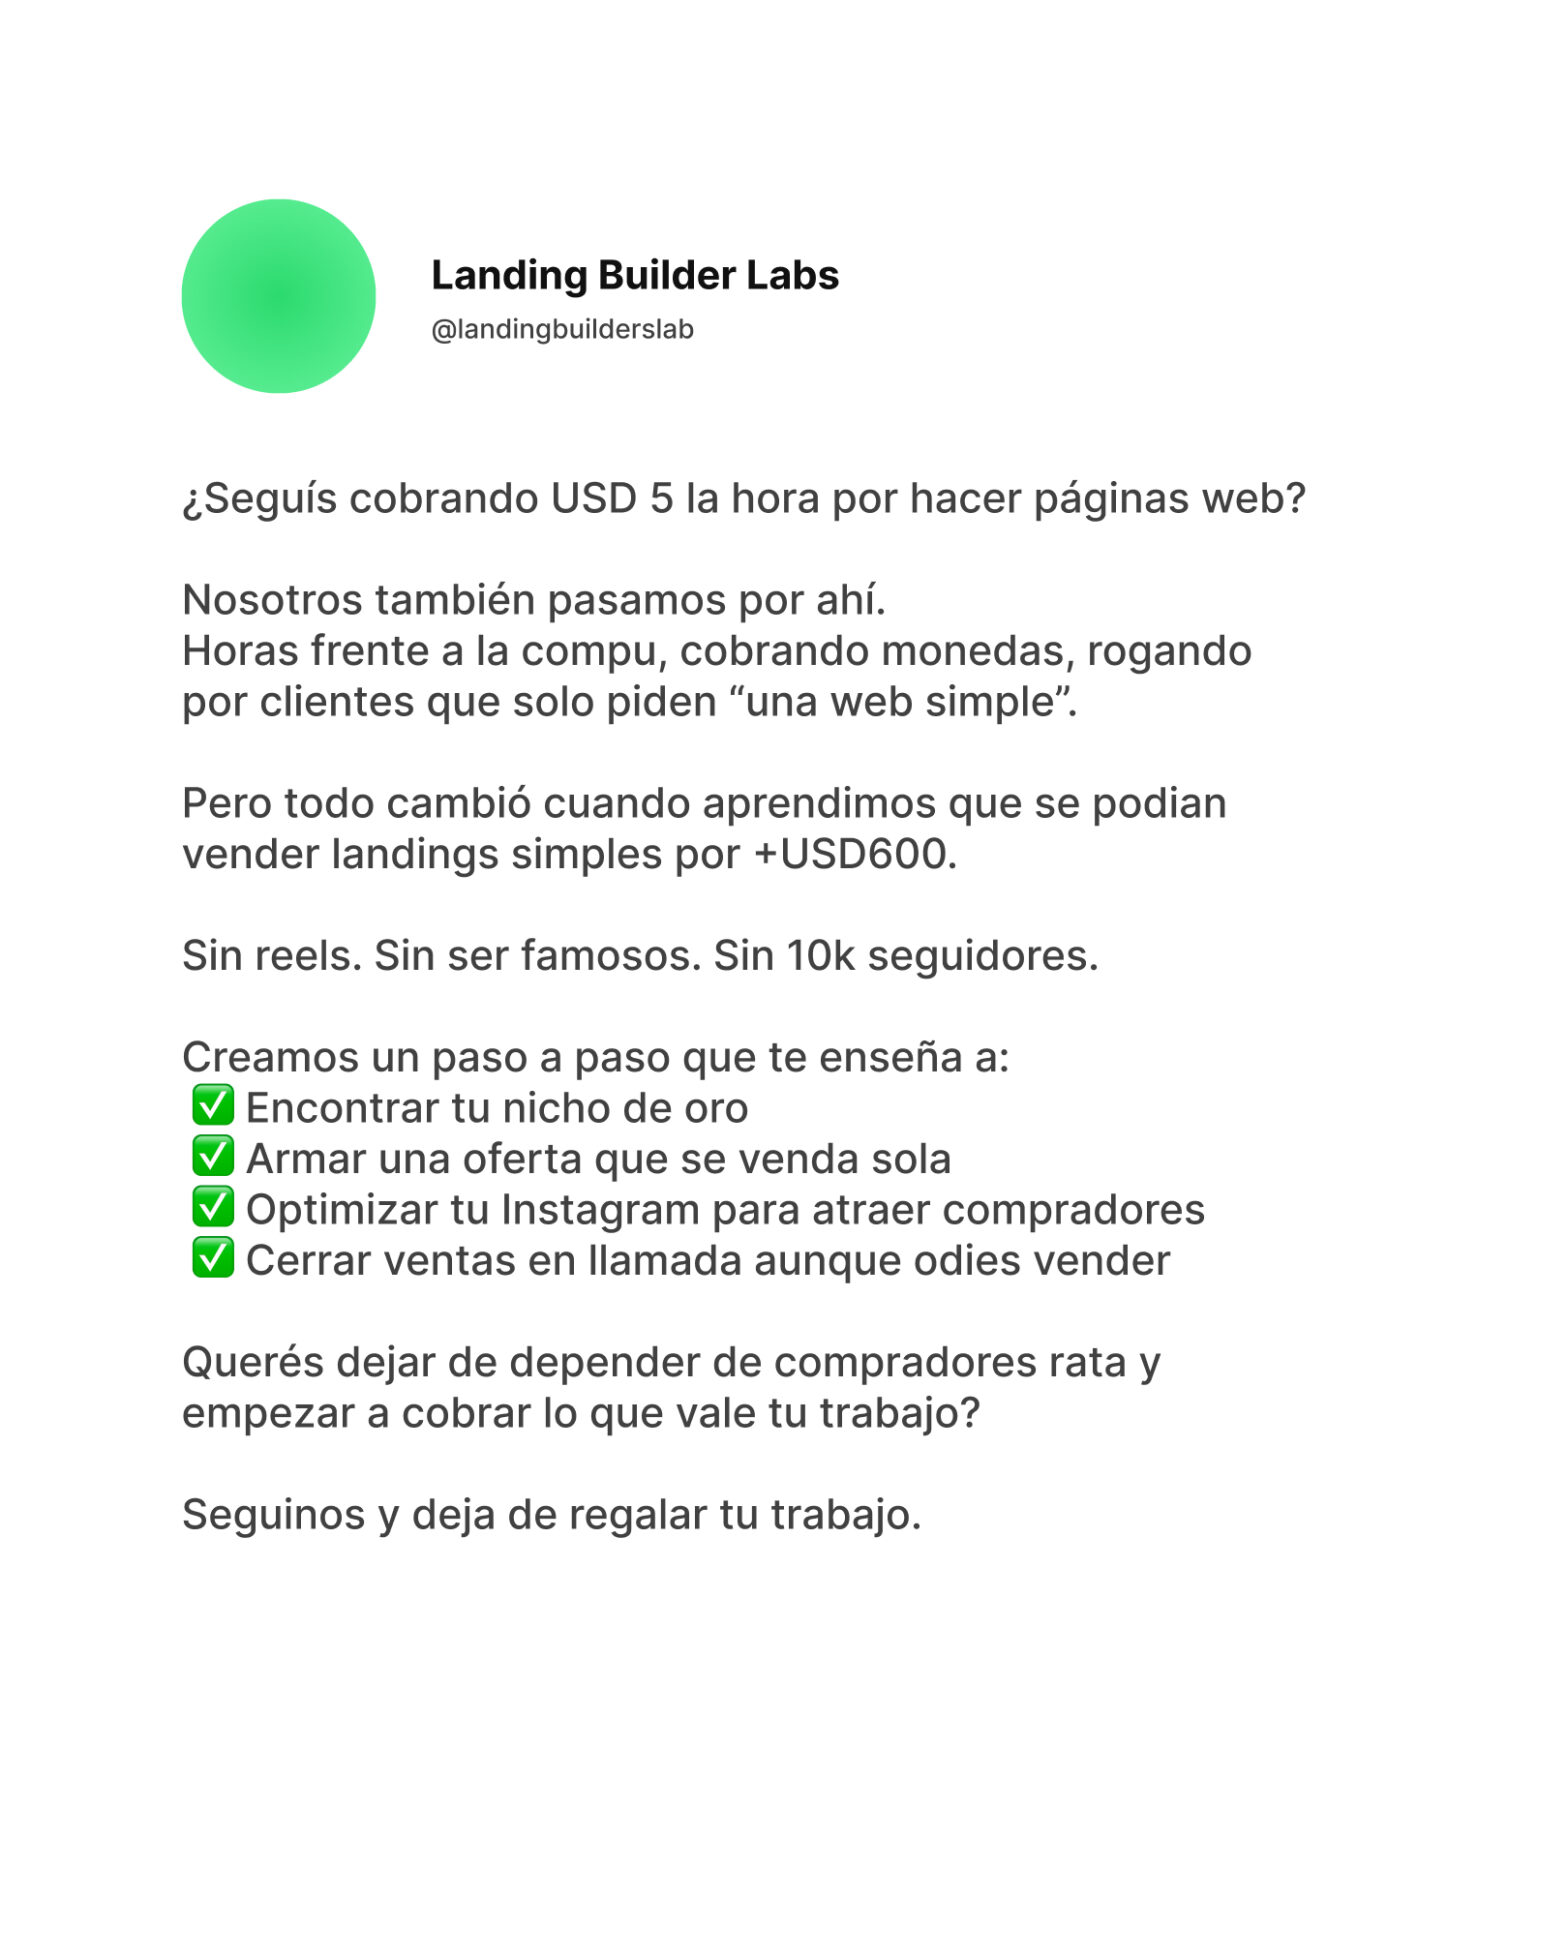 Landing Builder Labs
@landingbuilderslab
¿Seguís cobrando USD 5 la hora por hacer páginas web?
Nosotros también pasamos por ahí.
Horas frente a la compu, cobrando monedas, rogando
por clientes que solo piden “una web simple”.
Pero todo cambió cuando aprendimos que se podian
vender landings simples por +USD600.
Sin reels. Sin ser famosos. Sin 10k seguidores.
Creamos un paso a paso que te enseña a:
✅ Encontrar tu nicho de oro
✅ Armar una oferta que se venda sola
✅ Optimizar tu Instagram para atraer compradores
✅ Cerrar ventas en llamada aunque odies vender
Querés dejar de depender de compradores rata y
empezar a cobrar lo que vale tu trabajo?
Seguinos y deja de regalar tu trabajo.